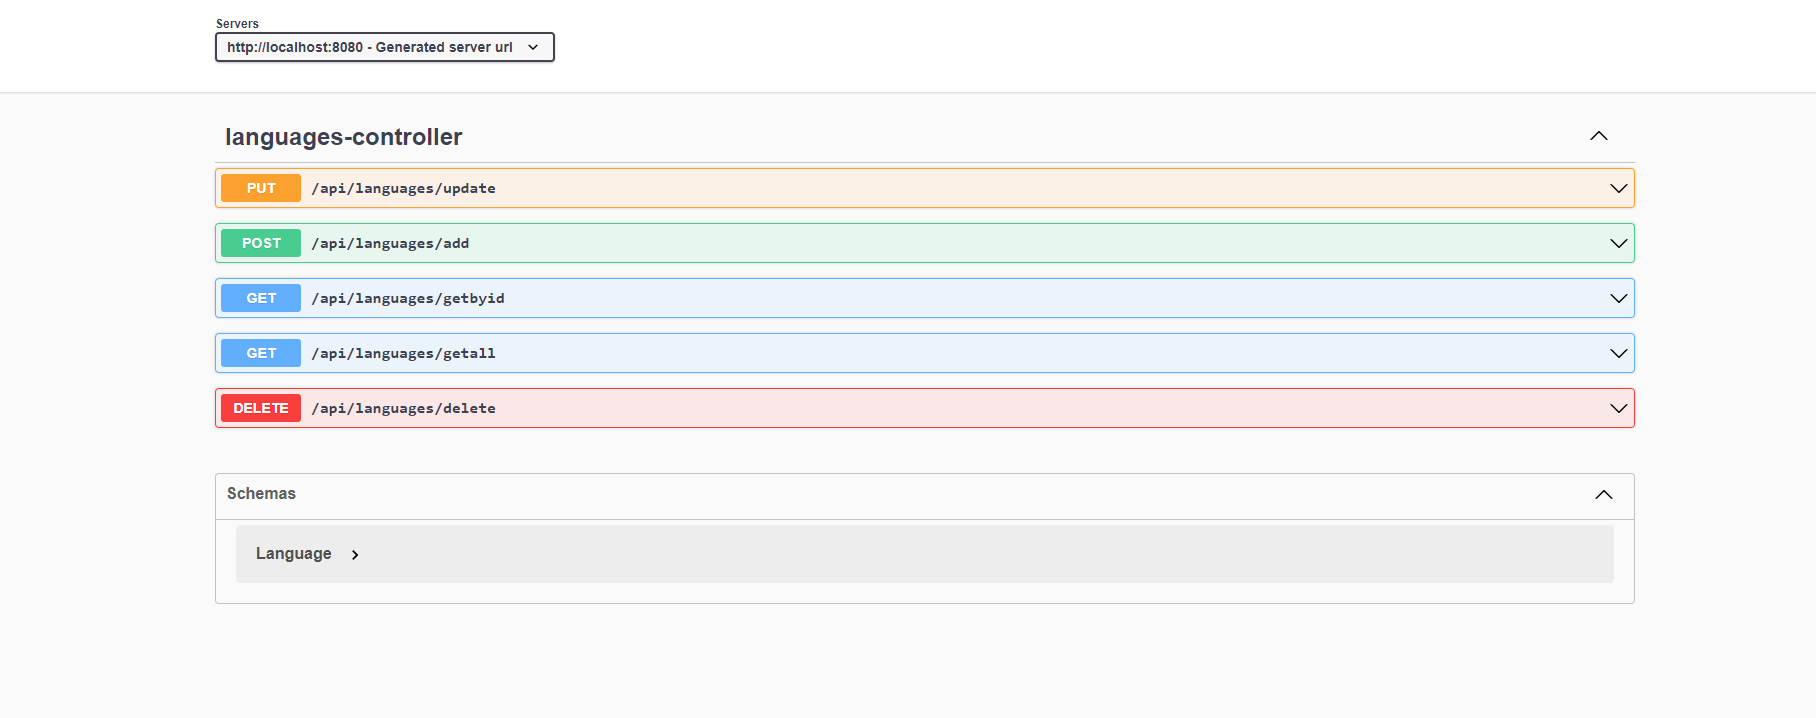 Servers
http://localhost:8080 - Generated server url
languages-controller
PUT /api/languages/update
POST /api/languages/add
GET /api/languages/getbyid
GET /api/languages/getall
DELETE /api/languages/delete
Schemas
Language